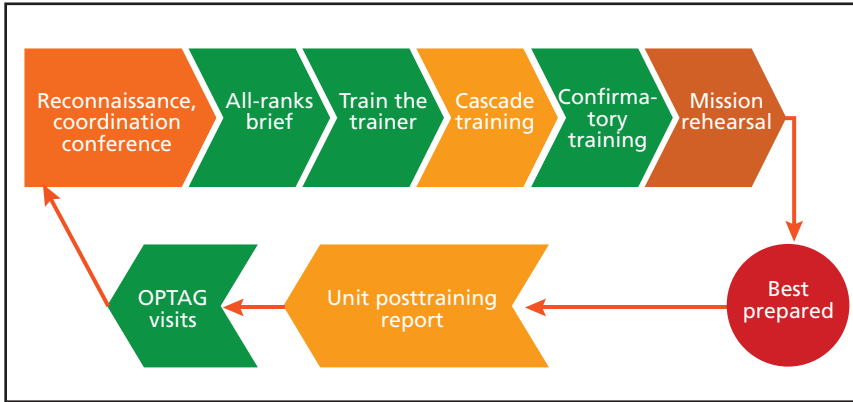 Reconnaissance,
coordination
conference
All-ranks
brief
Train the
trainer
Cascade
training
Confirma-
tory
training
Mission
rehearsal
Best
prepared
Unit posttraining
report
OPTAG
visits